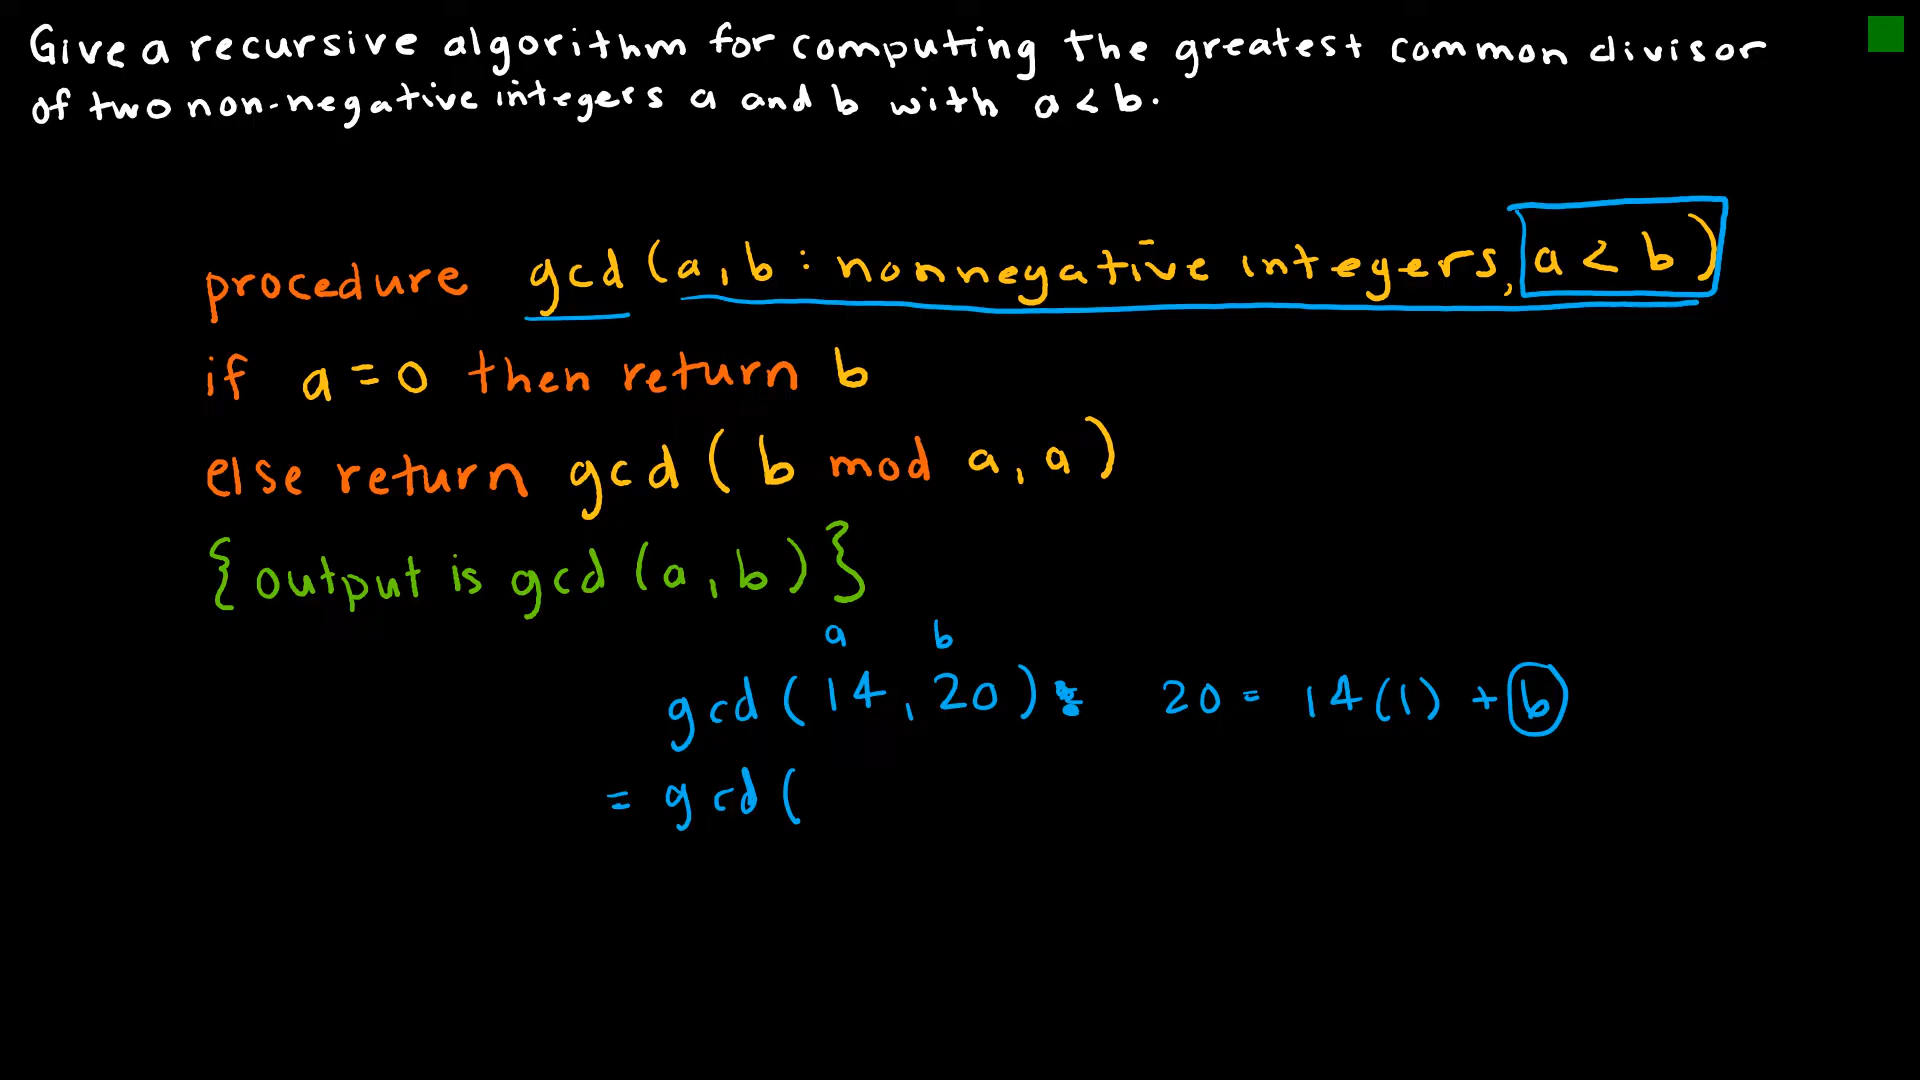 Give a recursive algorithm for computing the greatest common divisor
of two non-negative integers a and b with a < b.
procedure gcd(a, b: nonnegative integers, a < b)
if a = 0 then return b
else return gcd(b mod a, a)
{output is gcd(a, b)}
a b
gcd(14, 20) 20 = 14(1) + 6
= gcd(